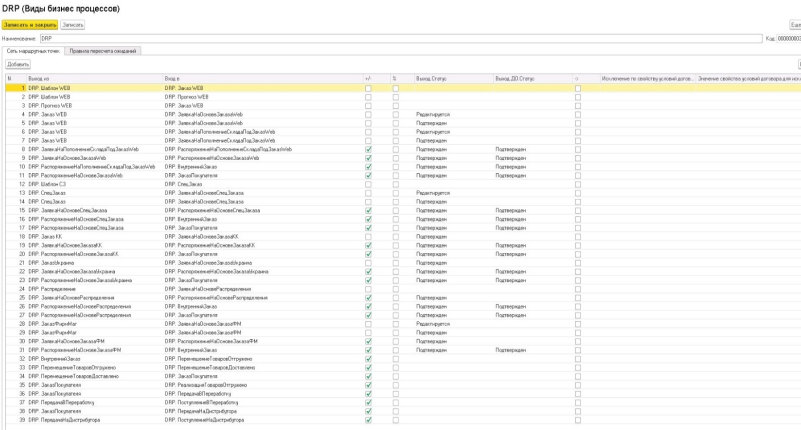 DRP (Виды бизнес процессов)
Записать и закрыть Записать
Наименование: DRP Код: 00000003
Сеть маршрутных точек Правила пересчета ожиданий
Добавить
N Выход из Вход в +/- % Выход.Статус Выход.ДО.Статус Исключение по свойству условий догов... Значение свойства условий договора для искл
1 DRP. Шаблон WEB DRP. Заказ WEB
2 DRP. Шаблон WEB DRP. Прогноз WEB
3 DRP. Прогноз WEB DRP. Заказ WEB
4 DRP. Заказ WEB DRP. ЗаявкаНаОсновеЗаказаWeb Редактируется
5 DRP. Заказ WEB DRP. ЗаявкаНаОсновеЗаказаWeb Подтвержден
6 DRP. Заказ WEB DRP. ЗаявкаНаПополнениеСкладаПодЗаказWeb Редактируется
7 DRP. Заказ WEB DRP. ЗаявкаНаПополнениеСкладаПодЗаказWeb Подтвержден
8 DRP. ЗаявкаНаПополнениеСкладаПодЗаказWeb DRP. РаспоряжениеНаПополнениеСкладаПодЗаказWeb Подтвержден Подтвержден
9 DRP. ЗаявкаНаОсновеЗаказаWeb DRP. РаспоряжениеНаОсновеЗаказаWeb Подтвержден Подтвержден
10 DRP. РаспоряжениеНаПополнениеСкладаПодЗаказWeb DRP. ВнутреннийЗаказ Подтвержден Подтвержден
11 DRP. РаспоряжениеНаОсновеЗаказаWeb DRP. ЗаказПокупателя Подтвержден Подтвержден
12 DRP. Шаблон СЗ DRP. СпецЗаказ
13 DRP. СпецЗаказ DRP. ЗаявкаНаОсновеСпецЗаказа Редактируется
14 DRP. СпецЗаказ DRP. ЗаявкаНаОсновеСпецЗаказа Подтвержден
15 DRP. ЗаявкаНаОсновеСпецЗаказа DRP. РаспоряжениеНаОсновеСпецЗаказа Подтвержден Подтвержден
16 DRP. РаспоряжениеНаОсновеСпецЗаказа DRP. ВнутреннийЗаказ Подтвержден Подтвержден
17 DRP. РаспоряжениеНаОсновеСпецЗаказа DRP. ЗаказПокупателя Подтвержден Подтвержден
18 DRP. Заказ КК DRP. ЗаявкаНаОсновеЗаказаКК Подтвержден
19 DRP. ЗаявкаНаОсновеЗаказаКК DRP. РаспоряжениеНаОсновеЗаказаКК Подтвержден Подтвержден
20 DRP. РаспоряжениеНаОсновеЗаказаКК DRP. ЗаказПокупателя Подтвержден Подтвержден
21 DRP. ЗаказУкраина DRP. ЗаявкаНаОсновеЗаказаУкраина Подтвержден
22 DRP. ЗаявкаНаОсновеЗаказаУкраина DRP. РаспоряжениеНаОсновеЗаказаУкраина Подтвержден Подтвержден
23 DRP. РаспоряжениеНаОсновеЗаказаУкраина DRP. ЗаказПокупателя Подтвержден Подтвержден
24 DRP. Распределение DRP. ЗаявкаНаОсновеРаспределения
25 DRP. ЗаявкаНаОсновеРаспределения DRP. РаспоряжениеНаОсновеРаспределения Подтвержден
26 DRP. РаспоряжениеНаОсновеРаспределения DRP. ВнутреннийЗаказ Подтвержден Подтвержден
27 DRP. РаспоряжениеНаОсновеРаспределения DRP. ЗаказПокупателя Подтвержден Подтвержден
28 DRP. ЗаказФирмМаг DRP. ЗаявкаНаОсновеЗаказаФМ Редактируется
29 DRP. ЗаказФирмМаг DRP. ЗаявкаНаОсновеЗаказаФМ Подтвержден
30 DRP. ЗаявкаНаОсновеЗаказаФМ DRP. РаспоряжениеНаОсновеЗаказаФМ Подтвержден
31 DRP. РаспоряжениеНаОсновеЗаказаФМ DRP. ВнутреннийЗаказ Подтвержден Подтвержден
32 DRP. ВнутреннийЗаказ DRP. ПеремещениеТоваровОтгружено
33 DRP. ПеремещениеТоваровОтгружено DRP. ПеремещениеТоваровДоставлено
34 DRP. ПеремещениеТоваровДоставлено DRP. ЗаказПокупателя
35 DRP. ЗаказПокупателя DRP. РеализацияТоваровОтгружено
36 DRP. ЗаказПокупателя DRP. ПередачаВПереработку
37 DRP. ПередачаВПереработку DRP. ПоступлениеВПереработку
38 DRP. ЗаказПокупателя DRP. ПередачаНаДистрибутора
39 DRP. ПередачаНаДистрибутора DRP. ПоступлениеНаДистрибутора